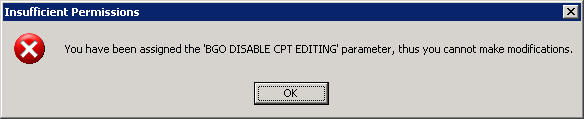 Insufficient Permissions
You have been assigned the 'BGO DISABLE CPT EDITING' parameter, thus you cannot make modifications.
OK